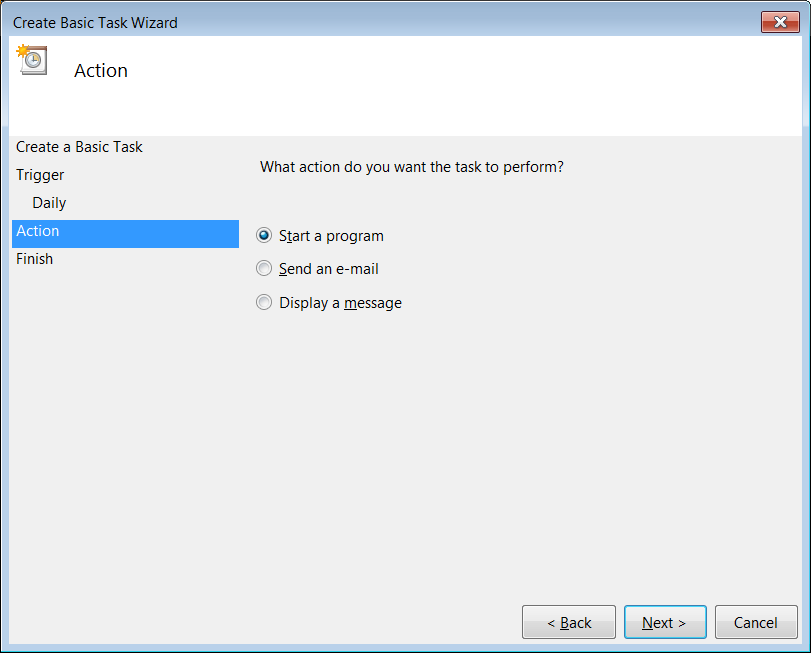 Create Basic Task Wizard
Action
Create a Basic Task
Trigger
Daily
Action
Finish
What action do you want the task to perform?
Start a program
Send an e-mail
Display a message
< Back
Next >
Cancel